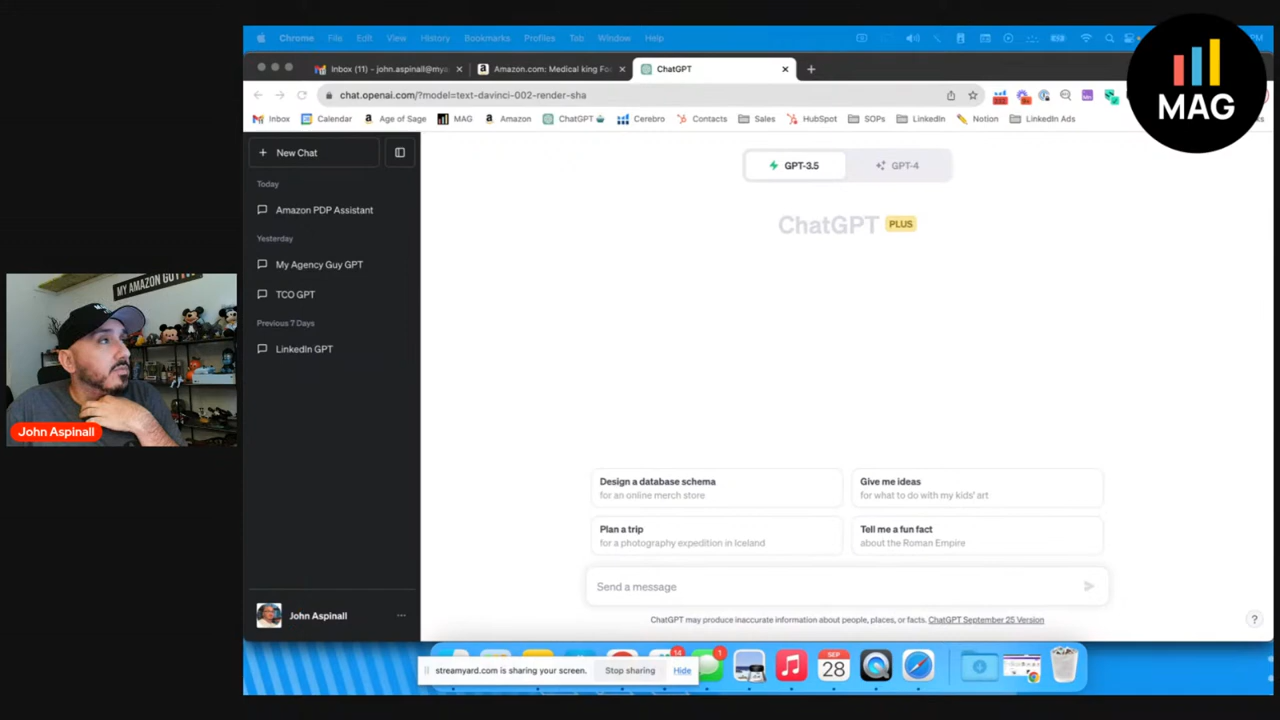 Chrome File Edit View History Bookmarks Profiles Tab Window Help
Inbox (11) - john.aspinall@mya
Amazon.com: Medical king Fo
ChatGPT
chat.openai.com/?model=text-davinci-002-render-sha
Inbox Calendar Age of Sage MAG Amazon ChatGPT Cerebro Contacts Sales HubSpot SOPs LinkedIn Notion LinkedIn Ads
MAG
New Chat
Today
Amazon PDP Assistant
Yesterday
My Agency Guy GPT
TCO GPT
Previous 7 Days
LinkedIn GPT
John Aspinall
GPT-3.5
GPT-4
ChatGPT PLUS
Design a database schema
for an online merch store
Give me ideas
for what to do with my kids' art
Plan a trip
for a photography expedition in Iceland
Tell me a fun fact
about the Roman Empire
Send a message
ChatGPT may produce inaccurate information about people, places, or facts. ChatGPT September 25 Version
?
MY AMAZON GUY
John Aspinall
streamyard.com is sharing your screen. Stop sharing Hide
14
1
SEP
28